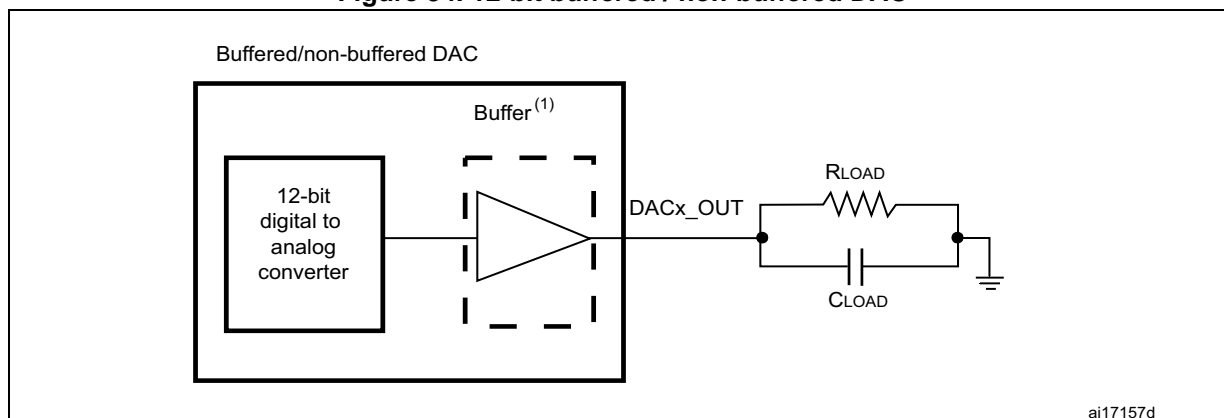 Buffered/non-buffered DAC
Buffer(1)
12-bit
digital to
analog
converter
DACx_OUT
RLOAD
CLOAD
ai17157d